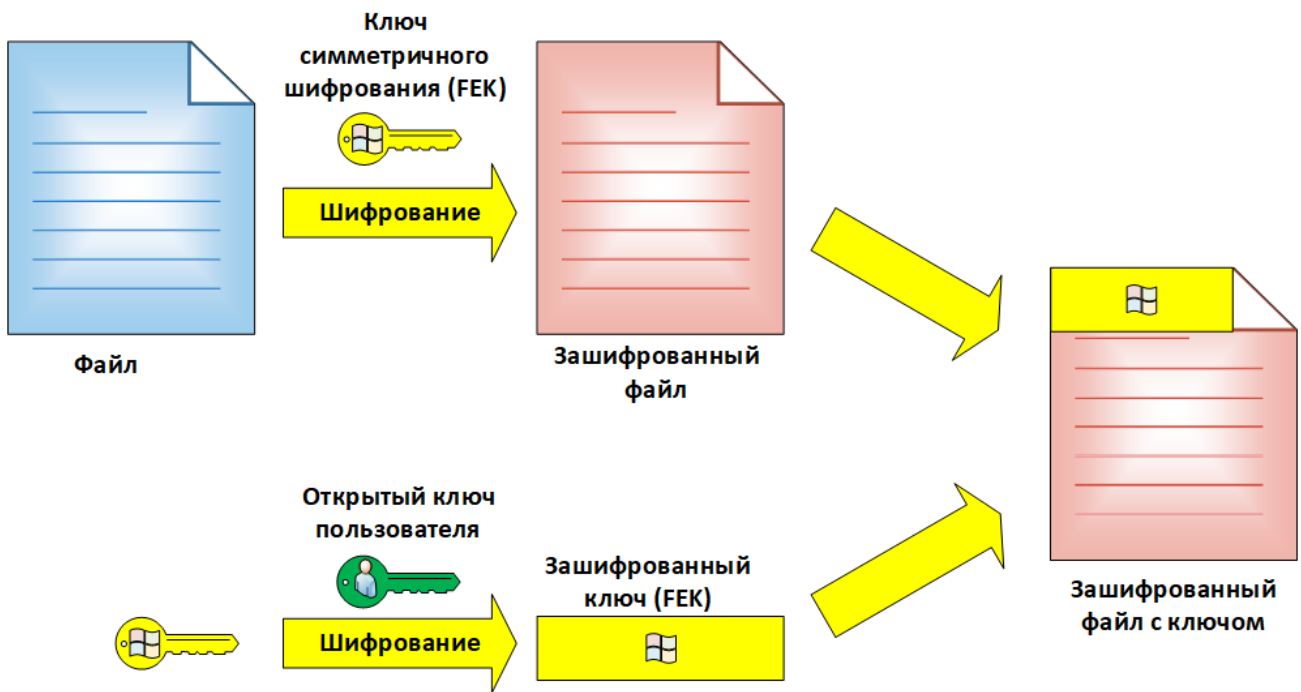 Ключ
симметричного
шифрования (FEK)
Шифрование
Файл
Зашифрованный
файл
Открытый ключ
пользователя
Шифрование
Зашифрованный
ключ (FEK)
Зашифрованный
файл с ключом